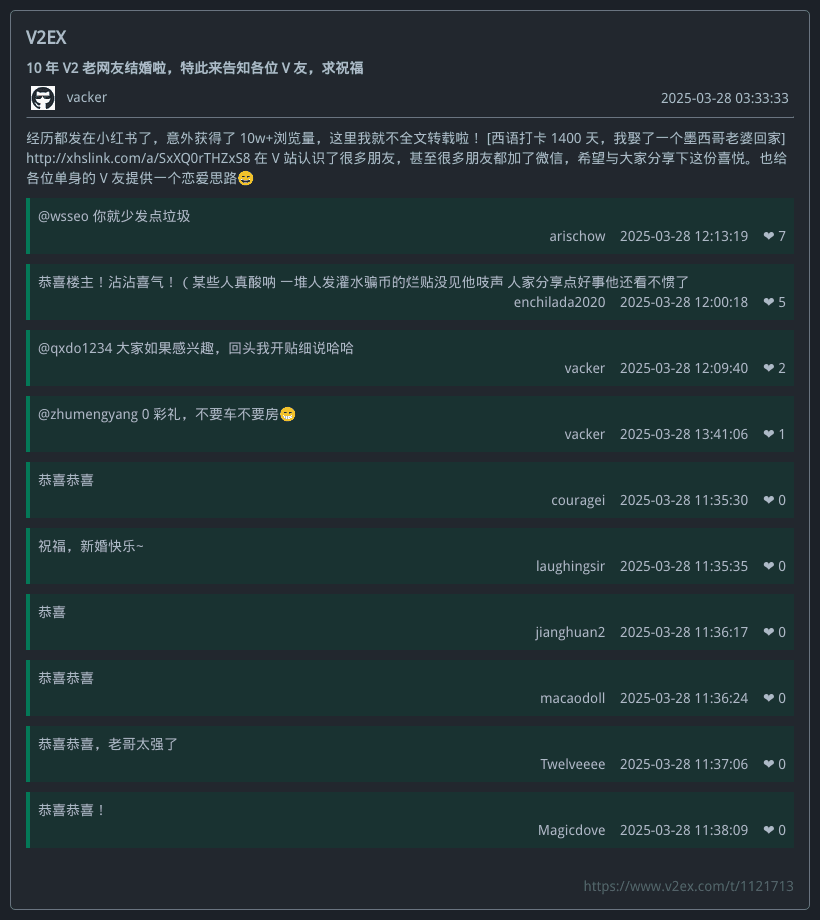 V2EX
10 年 V2 老网友结婚啦，特此来告知各位 V 友，求祝福
vacker 2025-03-28 03:33:33
经历都发在小红书了，意外获得了 10w+浏览量，这里我就不全文转载啦！ [西语打卡 1400 天，我娶了一个墨西哥老婆回家]
http://xhslink.com/a/SxXQ0rTHZxS8 在 V 站认识了很多朋友，甚至很多朋友都加了微信，希望与大家分享下这份喜悦。也给
各位单身的 V 友提供一个恋爱思路😄
@wsseo 你就少发点垃圾
arischow 2025-03-28 12:13:19 ❤ 7
恭喜楼主！沾沾喜气！（ 某些人真酸呐 一堆人发灌水骗币的烂贴没见他吱声 人家分享点好事他还看不惯了
enchilada2020 2025-03-28 12:00:18 ❤ 5
@qxdo1234 大家如果感兴趣，回头我开贴细说哈哈
vacker 2025-03-28 12:09:40 ❤ 2
@zhumengyang 0 彩礼，不要车不要房😁
vacker 2025-03-28 13:41:06 ❤ 1
恭喜恭喜
couragei 2025-03-28 11:35:30 ❤ 0
祝福，新婚快乐~
laughingsir 2025-03-28 11:35:35 ❤ 0
恭喜
jianghuan2 2025-03-28 11:36:17 ❤ 0
恭喜恭喜
macaodoll 2025-03-28 11:36:24 ❤ 0
恭喜恭喜，老哥太强了
Twelveeee 2025-03-28 11:37:06 ❤ 0
恭喜恭喜！
Magicdove 2025-03-28 11:38:09 ❤ 0
https://www.v2ex.com/t/1121713